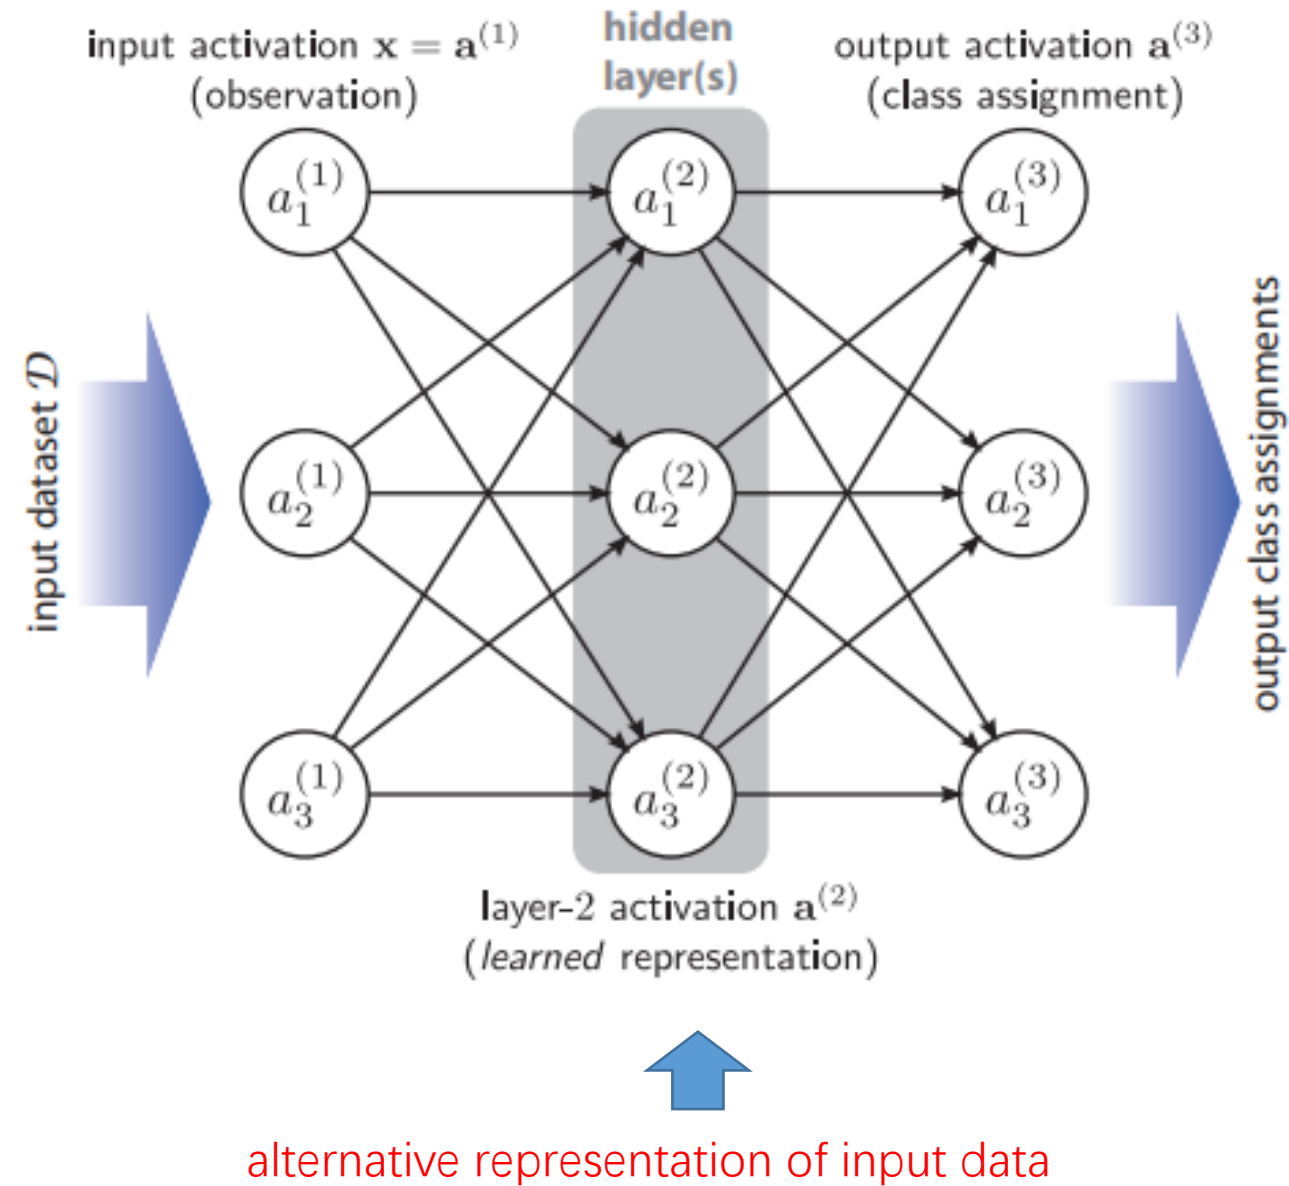 input activation x = a^(1)
(observation)
hidden
layer(s)
output activation a^(3)
(class assignment)
a_1^(1)
a_1^(2)
a_1^(3)
input dataset 𝒟
a_2^(1)
a_2^(2)
a_2^(3)
output class assignments
a_3^(1)
a_3^(2)
a_3^(3)
layer-2 activation a^(2)
(learned representation)
alternative representation of input data